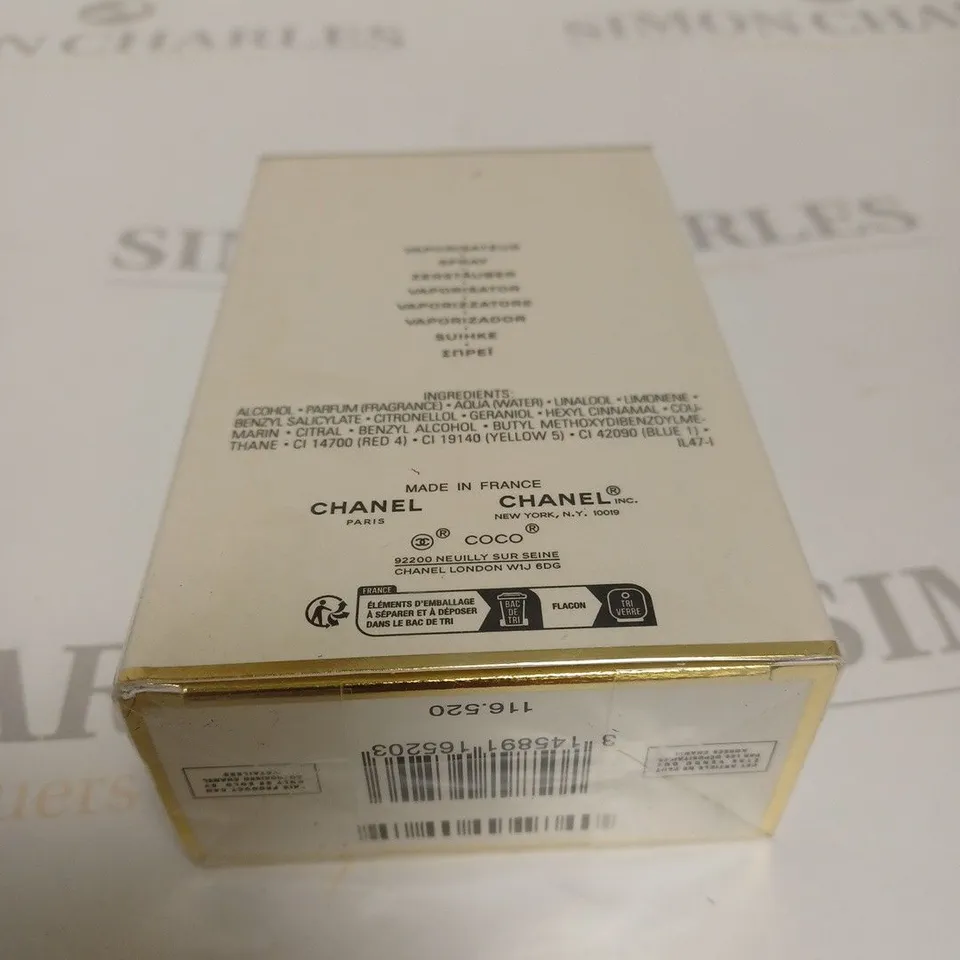 SIMON CHARLES
SIMON CHARLES
SIMON CHARLES
VAPORISATEUR
SPRAY
ZERSTÄUBER
VAPORISATOR
VAPORIZZATORE
VAPORIZADOR
SUIHKE
ΣΠΡΕΪ
INGREDIENTS:
ALCOHOL • PARFUM (FRAGRANCE) • AQUA (WATER) • LINALOOL • LIMONENE •
BENZYL SALICYLATE • CITRONELLOL • GERANIOL • HEXYL CINNAMAL • COU-
MARIN • CITRAL • BENZYL ALCOHOL • BUTYL METHOXYDIBENZOYLME-
THANE • CI 14700 (RED 4) • CI 19140 (YELLOW 5) • CI 42090 (BLUE 1) •
IL47-I
MADE IN FRANCE
CHANEL CHANEL® INC.
PARIS NEW YORK, N.Y. 10019
® COCO ®
92200 NEUILLY SUR SEINE
CHANEL LONDON W1J 6DG
FRANCE
ÉLÉMENTS D'EMBALLAGE
À SÉPARER ET À DÉPOSER
DANS LE BAC DE TRI
BAC
DE
TRI
FLACON
TRI
VERRE
116.520
3 145891 165203